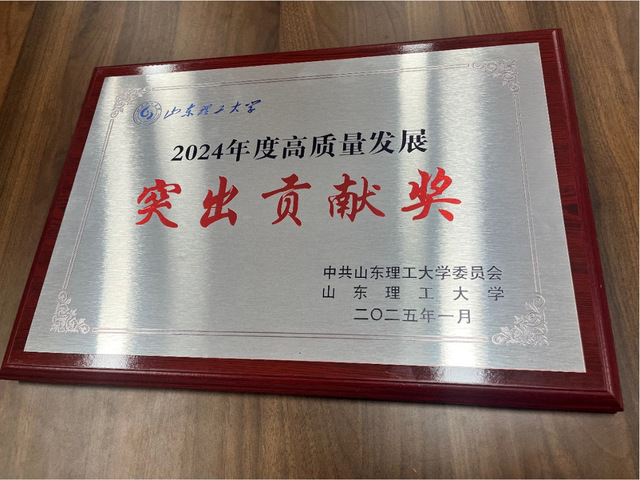 山东理工大学
2024年度高质量发展
突出贡献奖
中共山东理工大学委员会
山东理工大学
二〇二五年一月